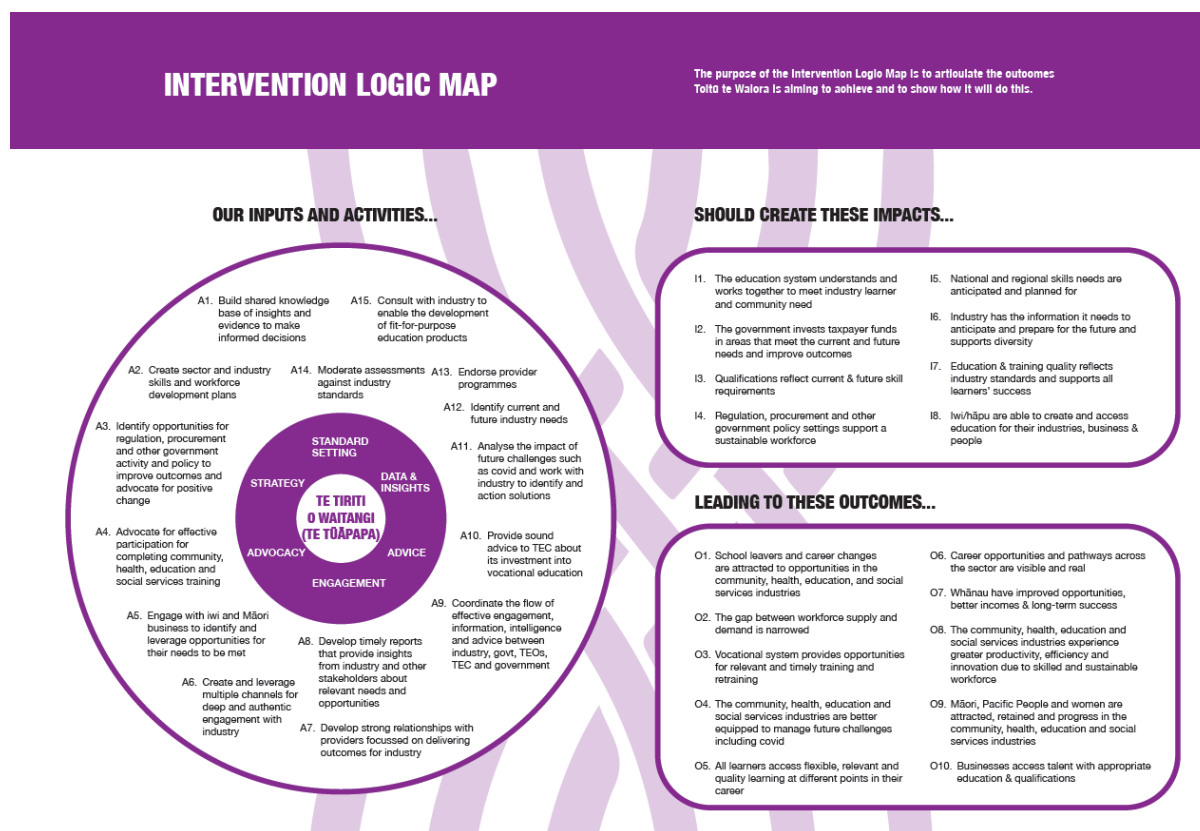 INTERVENTION LOGIC MAP
The purpose of the Intervention Logic Map is to articulate the outcomes
Toitū te Waiora is aiming to achieve and to show how it will do this.
OUR INPUTS AND ACTIVITIES...
A1. Build shared knowledge
base of insights and
evidence to make
informed decisions
A15. Consult with industry to
enable the development
of fit-for-purpose
education products
A2. Create sector and industry
skills and workforce
development plans
A14. Moderate assessments
against industry
standards
A13. Endorse provider
programmes
A12. Identify current and
future industry needs
A3. Identify opportunities for
regulation, procurement
and other government
activity and policy to
improve outcomes and
advocate for positive
change
A11. Analyse the impact of
future challenges such
as covid and work with
industry to identify and
action solutions
STANDARD
SETTING
STRATEGY
DATA &
INSIGHTS
TE TIRITI
O WAITANGI
(TE TŪĀPAPA)
ADVOCACY
ADVICE
ENGAGEMENT
A4. Advocate for effective
participation for
completing community,
health, education and
social services training
A10. Provide sound
advice to TEC about
its investment into
vocational education
A5. Engage with iwi and Māori
business to identify and
leverage opportunities for
their needs to be met
A9. Coordinate the flow of
effective engagement,
information, intelligence
and advice between
industry, govt, TEOs,
TEC and government
A8. Develop timely reports
that provide insights
from industry and other
stakeholders about
relevant needs and
opportunities
A6. Create and leverage
multiple channels for
deep and authentic
engagement with
industry
A7. Develop strong relationships with
providers focussed on delivering
outcomes for industry
SHOULD CREATE THESE IMPACTS...
I1. The education system understands and
works together to meet industry learner
and community need
I2. The government invests taxpayer funds
in areas that meet the current and future
needs and improve outcomes
I3. Qualifications reflect current & future skill
requirements
I4. Regulation, procurement and other
government policy settings support a
sustainable workforce
I5. National and regional skills needs are
anticipated and planned for
I6. Industry has the information it needs to
anticipate and prepare for the future and
supports diversity
I7. Education & training quality reflects
industry standards and supports all
learners' success
I8. Iwi/hāpu are able to create and access
education for their industries, business &
people
LEADING TO THESE OUTCOMES...
O1. School leavers and career changes
are attracted to opportunities in the
community, health, education, and social
services industries
O2. The gap between workforce supply and
demand is narrowed
O3. Vocational system provides opportunities
for relevant and timely training and
retraining
O4. The community, health, education and
social services industries are better
equipped to manage future challenges
including covid
O5. All learners access flexible, relevant and
quality learning at different points in their
career
O6. Career opportunities and pathways across
the sector are visible and real
O7. Whānau have improved opportunities,
better incomes & long-term success
O8. The community, health, education and
social services industries experience
greater productivity, efficiency and
innovation due to skilled and sustainable
workforce
O9. Māori, Pacific People and women are
attracted, retained and progress in the
community, health, education and social
services industries
O10. Businesses access talent with appropriate
education & qualifications